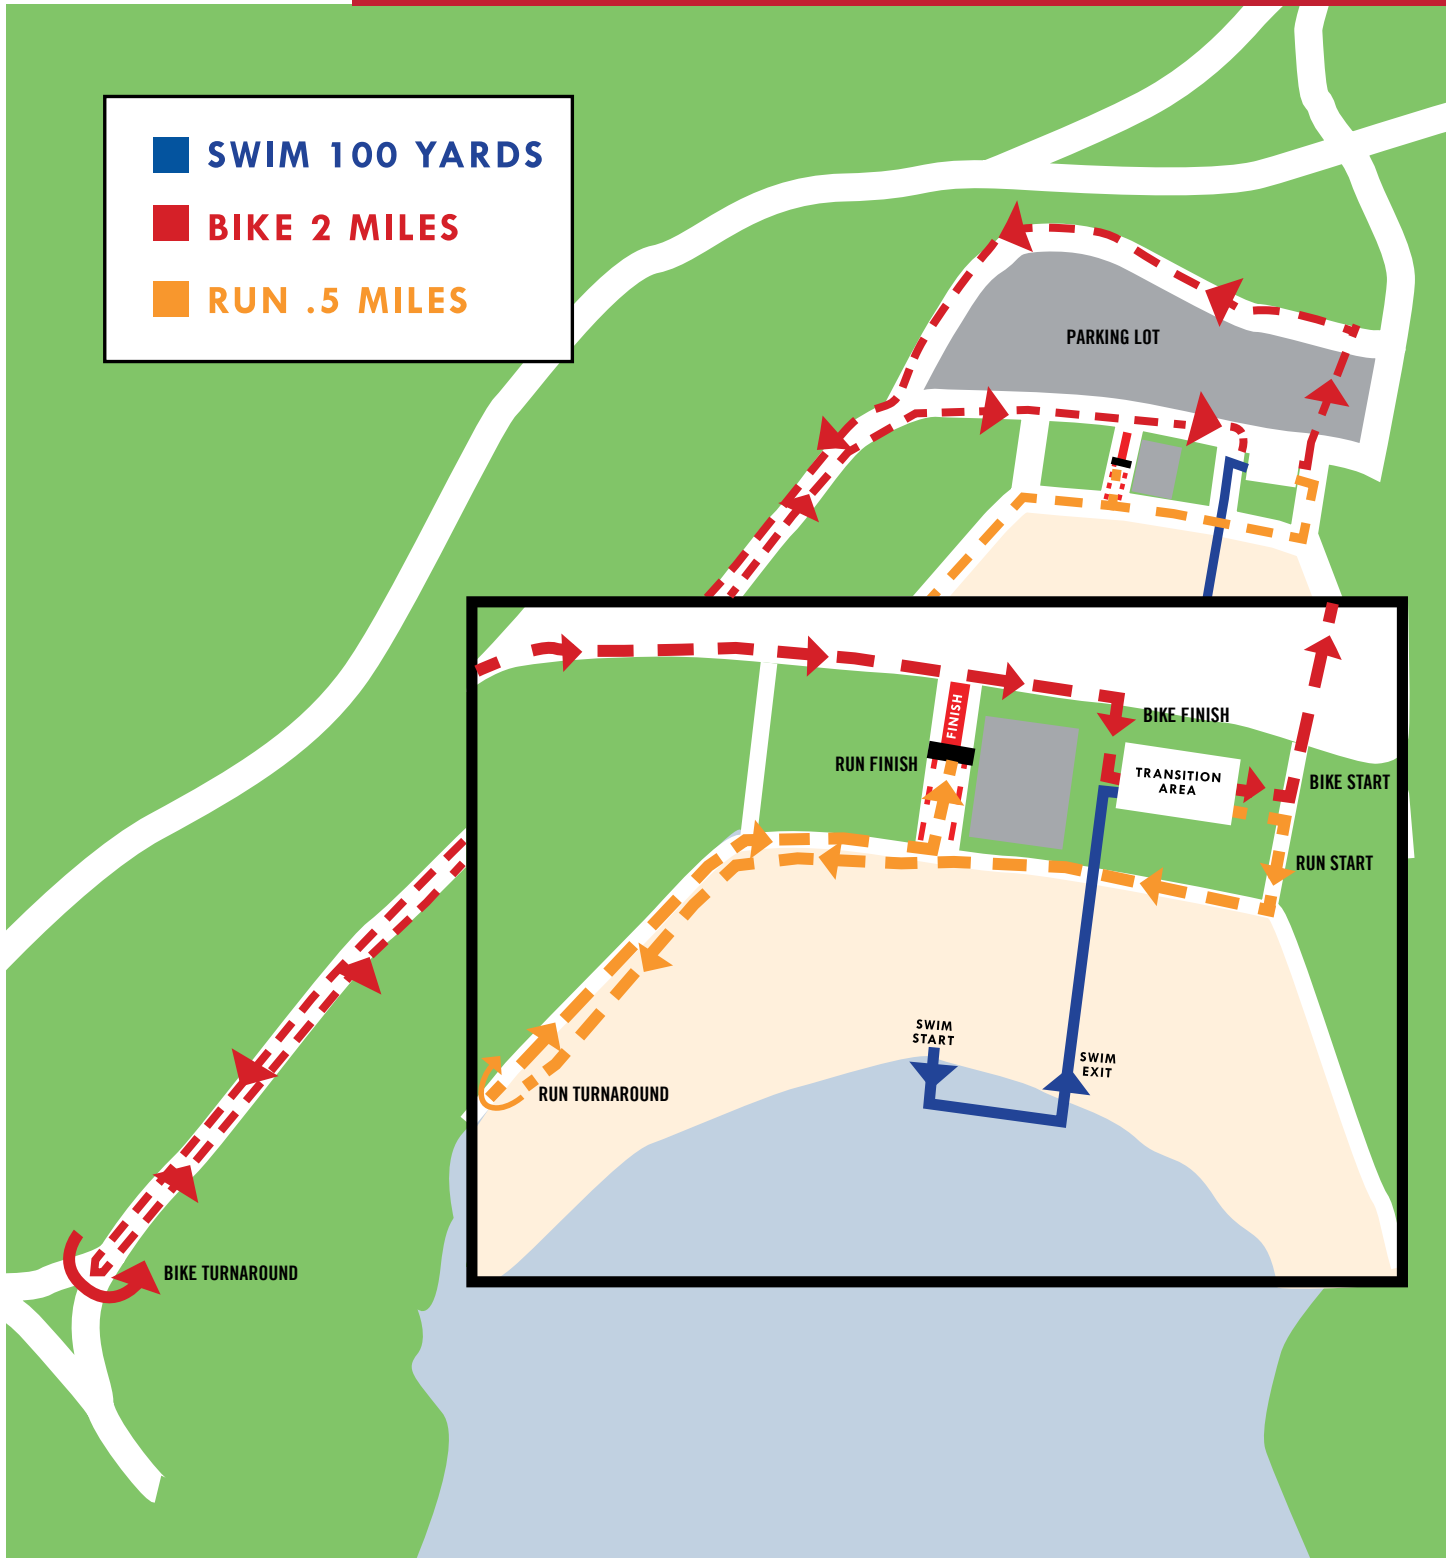 SWIM 100 YARDS
BIKE 2 MILES
RUN .5 MILES
PARKING LOT
FINISH
BIKE FINISH
RUN FINISH
TRANSITION
AREA
BIKE START
RUN START
SWIM
START
SWIM
EXIT
RUN TURNAROUND
BIKE TURNAROUND